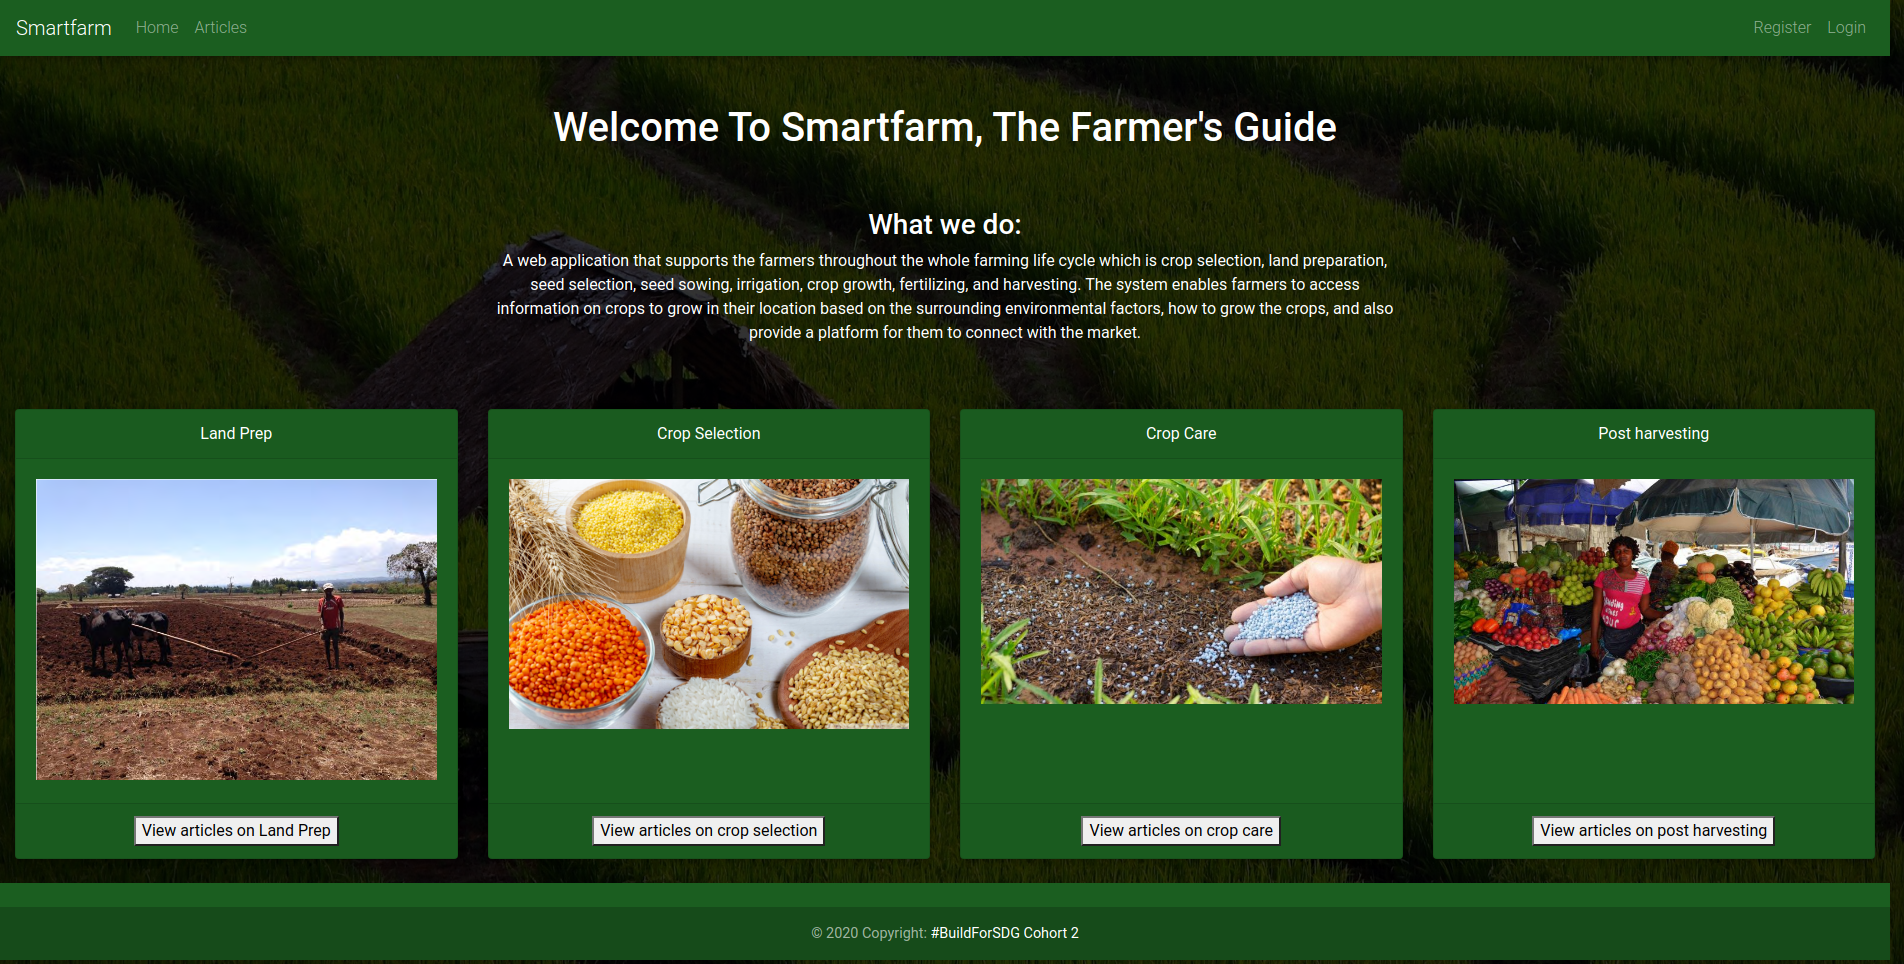 Smartfarm Home Articles Register Login
Welcome To Smartfarm, The Farmer's Guide
What we do:
A web application that supports the farmers throughout the whole farming life cycle which is crop selection, land preparation,
seed selection, seed sowing, irrigation, crop growth, fertilizing, and harvesting. The system enables farmers to access
information on crops to grow in their location based on the surrounding environmental factors, how to grow the crops, and also
provide a platform for them to connect with the market.
Land Prep
Crop Selection
Crop Care
Post harvesting
View articles on Land Prep
View articles on crop selection
View articles on crop care
View articles on post harvesting
© 2020 Copyright: #BuildForSDG Cohort 2